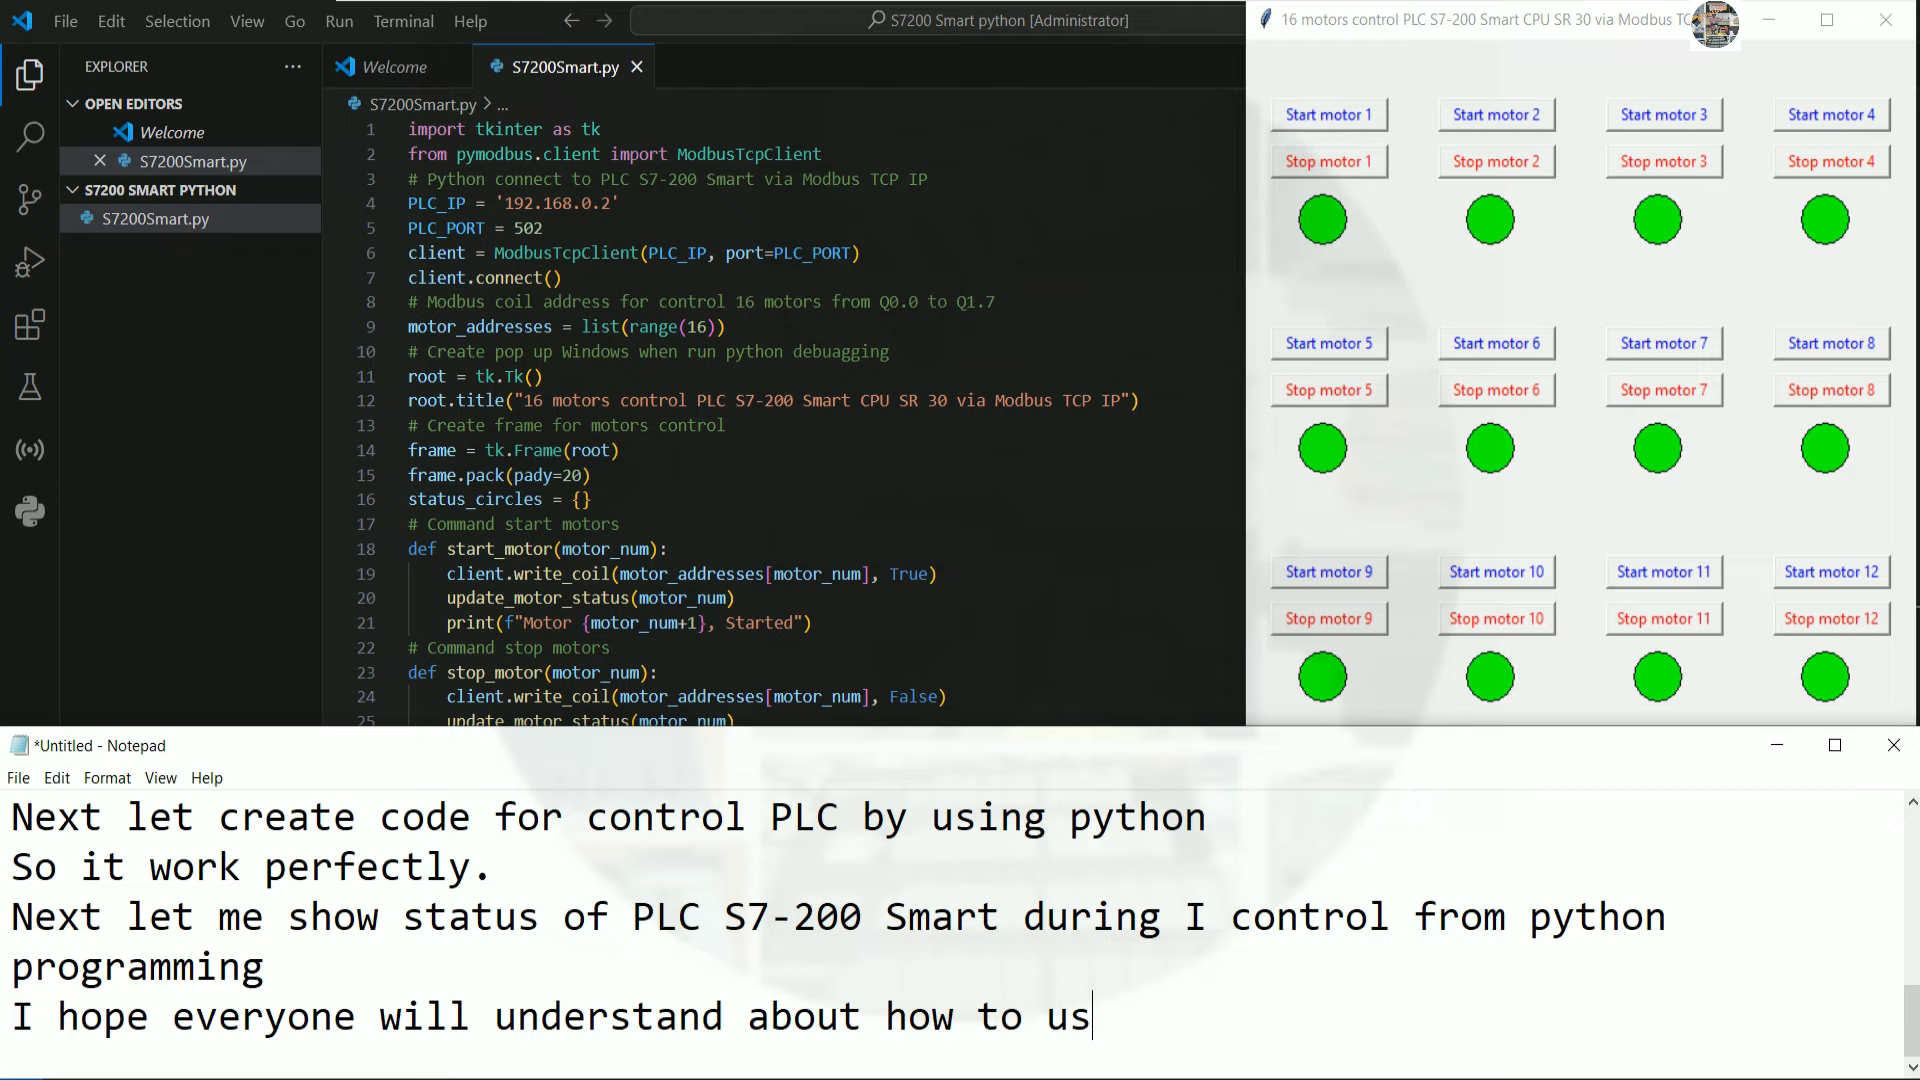 File Edit Selection View Go Run Terminal Help
S7200 Smart python [Administrator]
16 motors control PLC S7-200 Smart CPU SR 30 via Modbus TC
EXPLORER
Welcome
S7200Smart.py
OPEN EDITORS
Welcome
S7200Smart.py
S7200 SMART PYTHON
S7200Smart.py
S7200Smart.py > ...
1 import tkinter as tk
2 from pymodbus.client import ModbusTcpClient
3 # Python connect to PLC S7-200 Smart via Modbus TCP IP
4 PLC_IP = '192.168.0.2'
5 PLC_PORT = 502
6 client = ModbusTcpClient(PLC_IP, port=PLC_PORT)
7 client.connect()
8 # Modbus coil address for control 16 motors from Q0.0 to Q1.7
9 motor_addresses = list(range(16))
10 # Create pop up Windows when run python debuagging
11 root = tk.Tk()
12 root.title("16 motors control PLC S7-200 Smart CPU SR 30 via Modbus TCP IP")
13 # Create frame for motors control
14 frame = tk.Frame(root)
15 frame.pack(pady=20)
16 status_circles = {}
17 # Command start motors
18 def start_motor(motor_num):
19 client.write_coil(motor_addresses[motor_num], True)
20 update_motor_status(motor_num)
21 print(f"Motor {motor_num+1}, Started")
22 # Command stop motors
23 def stop_motor(motor_num):
24 client.write_coil(motor_addresses[motor_num], False)
25 update_motor_status(motor_num)
Start motor 1 Start motor 2 Start motor 3 Start motor 4
Stop motor 1 Stop motor 2 Stop motor 3 Stop motor 4
Start motor 5 Start motor 6 Start motor 7 Start motor 8
Stop motor 5 Stop motor 6 Stop motor 7 Stop motor 8
Start motor 9 Start motor 10 Start motor 11 Start motor 12
Stop motor 9 Stop motor 10 Stop motor 11 Stop motor 12
*Untitled - Notepad
File Edit Format View Help
Next let create code for control PLC by using python
So it work perfectly.
Next let me show status of PLC S7-200 Smart during I control from python
programming
I hope everyone will understand about how to us